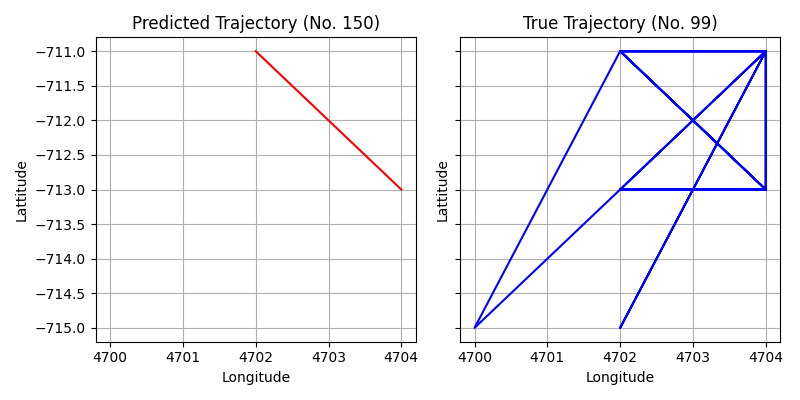 Predicted Trajectory (No. 150)
True Trajectory (No. 99)
−711.0
−711.5
−712.0
−712.5
−713.0
−713.5
−714.0
−714.5
−715.0
Lattitude
Lattitude
4700 4701 4702 4703 4704
4700 4701 4702 4703 4704
Longitude
Longitude